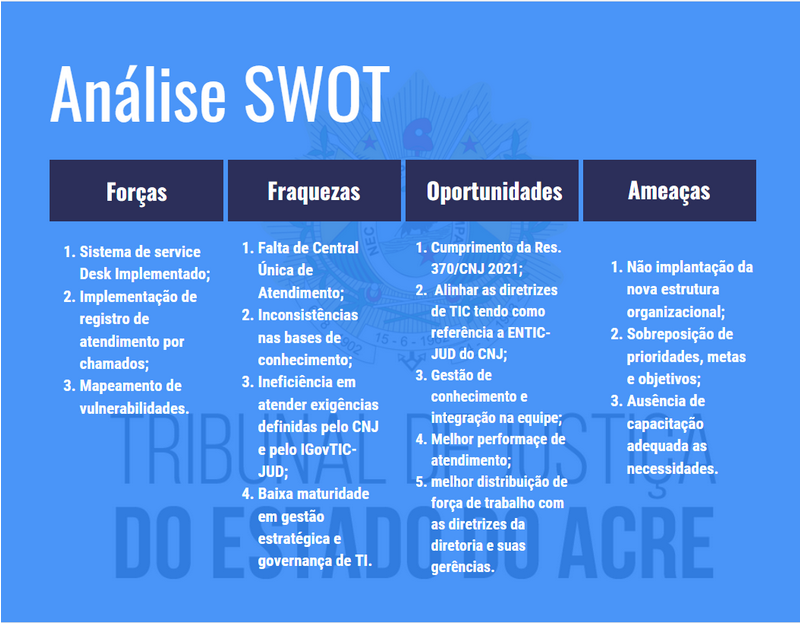 Análise SWOT
Forças
1. Sistema de service
Desk Implementado;
2. Implementação de
registro de
atendimento por
chamados;
3. Mapeamento de
vulnerabilidades.
Fraquezas
1. Falta de Central
Única de
Atendimento;
2. Inconsistências
nas bases de
conhecimento;
3. Ineficiência em
atender exigências
definidas pelo CNJ
e pelo IGovTIC-
JUD;
4. Baixa maturidade
em gestão
estratégica e
governança de TI.
Oportunidades
1. Cumprimento da Res.
370/CNJ 2021;
2. Alinhar as diretrizes
de TIC tendo como
referência a ENTIC-
JUD do CNJ;
3. Gestão de
conhecimento e
integração na equipe;
4. Melhor performaçe de
atendimento;
5. melhor distribuição de
força de trabalho com
as diretrizes da
diretoria e suas
gerências.
Ameaças
1. Não implantação da
nova estrutura
organizacional;
2. Sobreposição de
prioridades, metas
e objetivos;
3. Ausência de
capacitação
adequada as
necessidades.
TRIBUNAL DE JUSTIÇA
DO ESTADO DO ACRE
15 - 6 - 1902